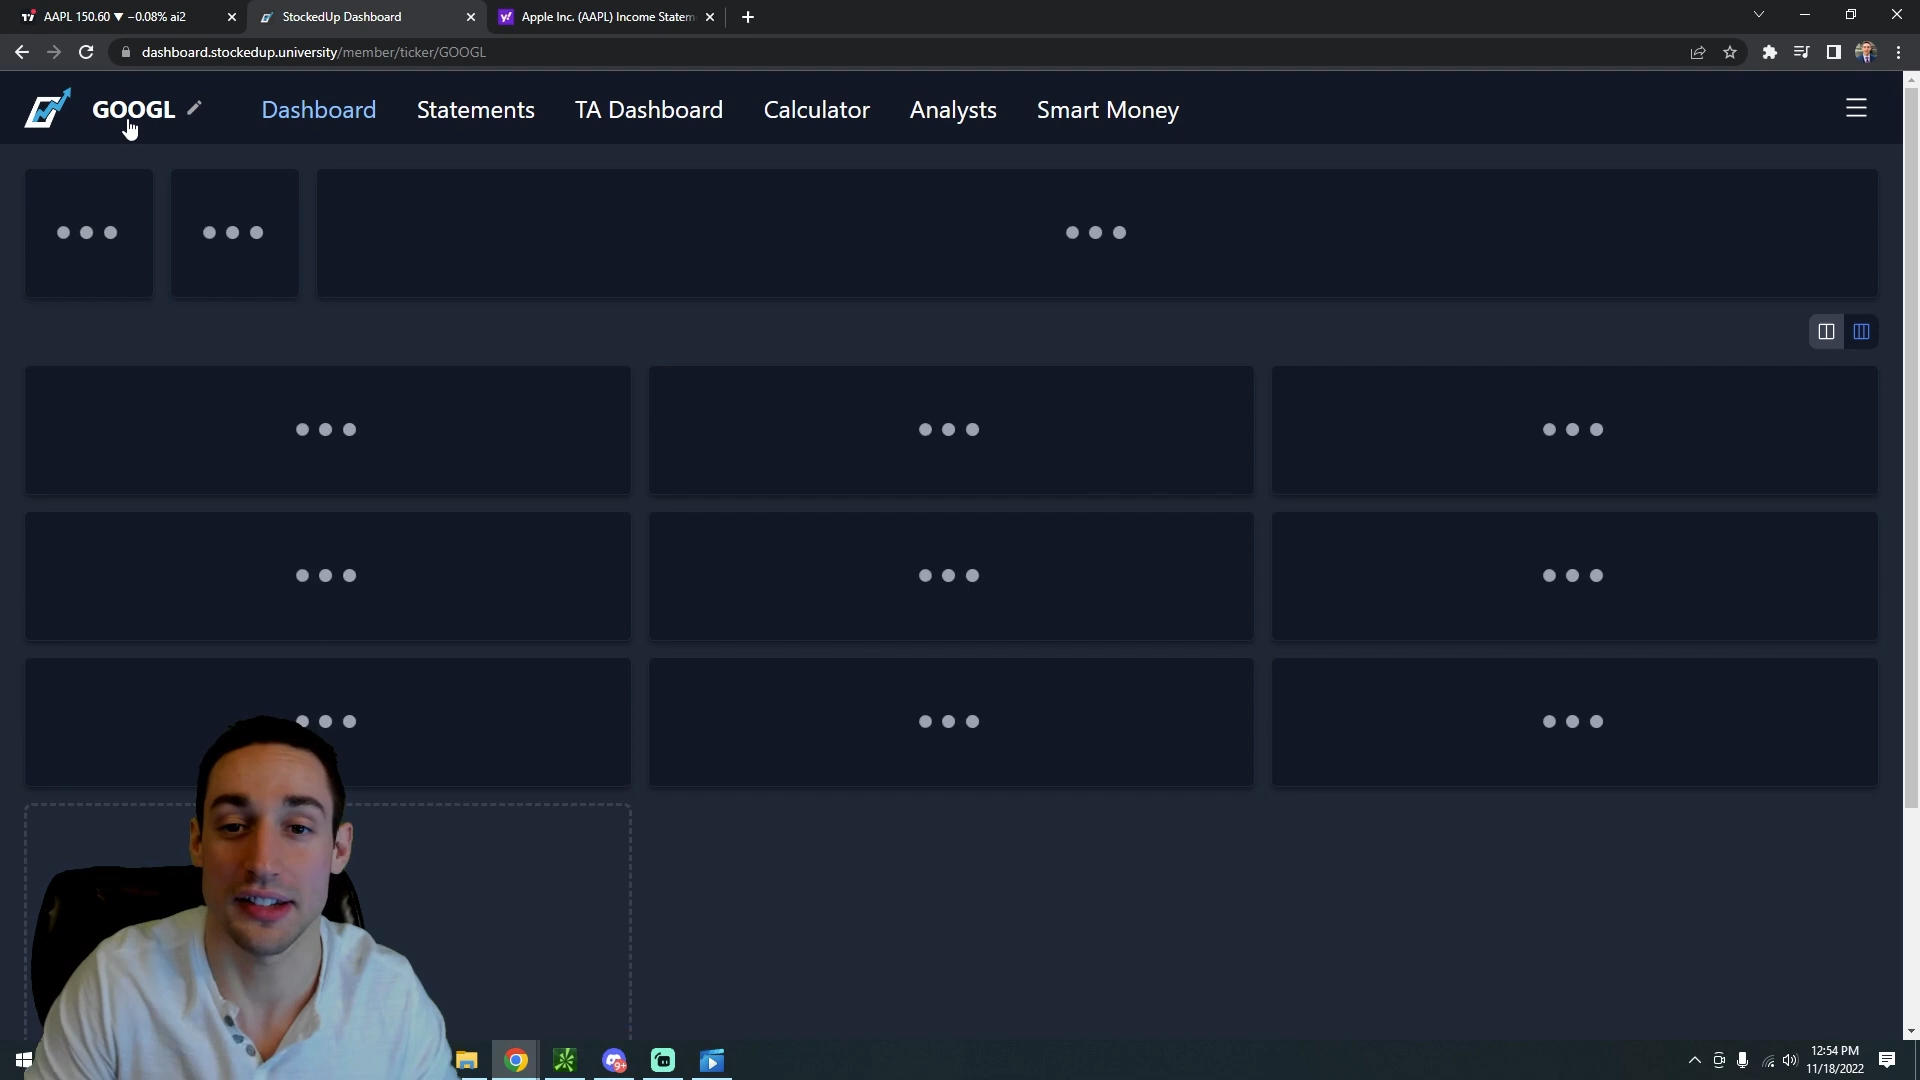 AAPL 150.60 ▼ −0.08% ai2
StockedUp Dashboard
Apple Inc. (AAPL) Income Statem
dashboard.stockedup.university/member/ticker/GOOGL
GOOGL
Dashboard
Statements
TA Dashboard
Calculator
Analysts
Smart Money
9+
12:54 PM
11/18/2022